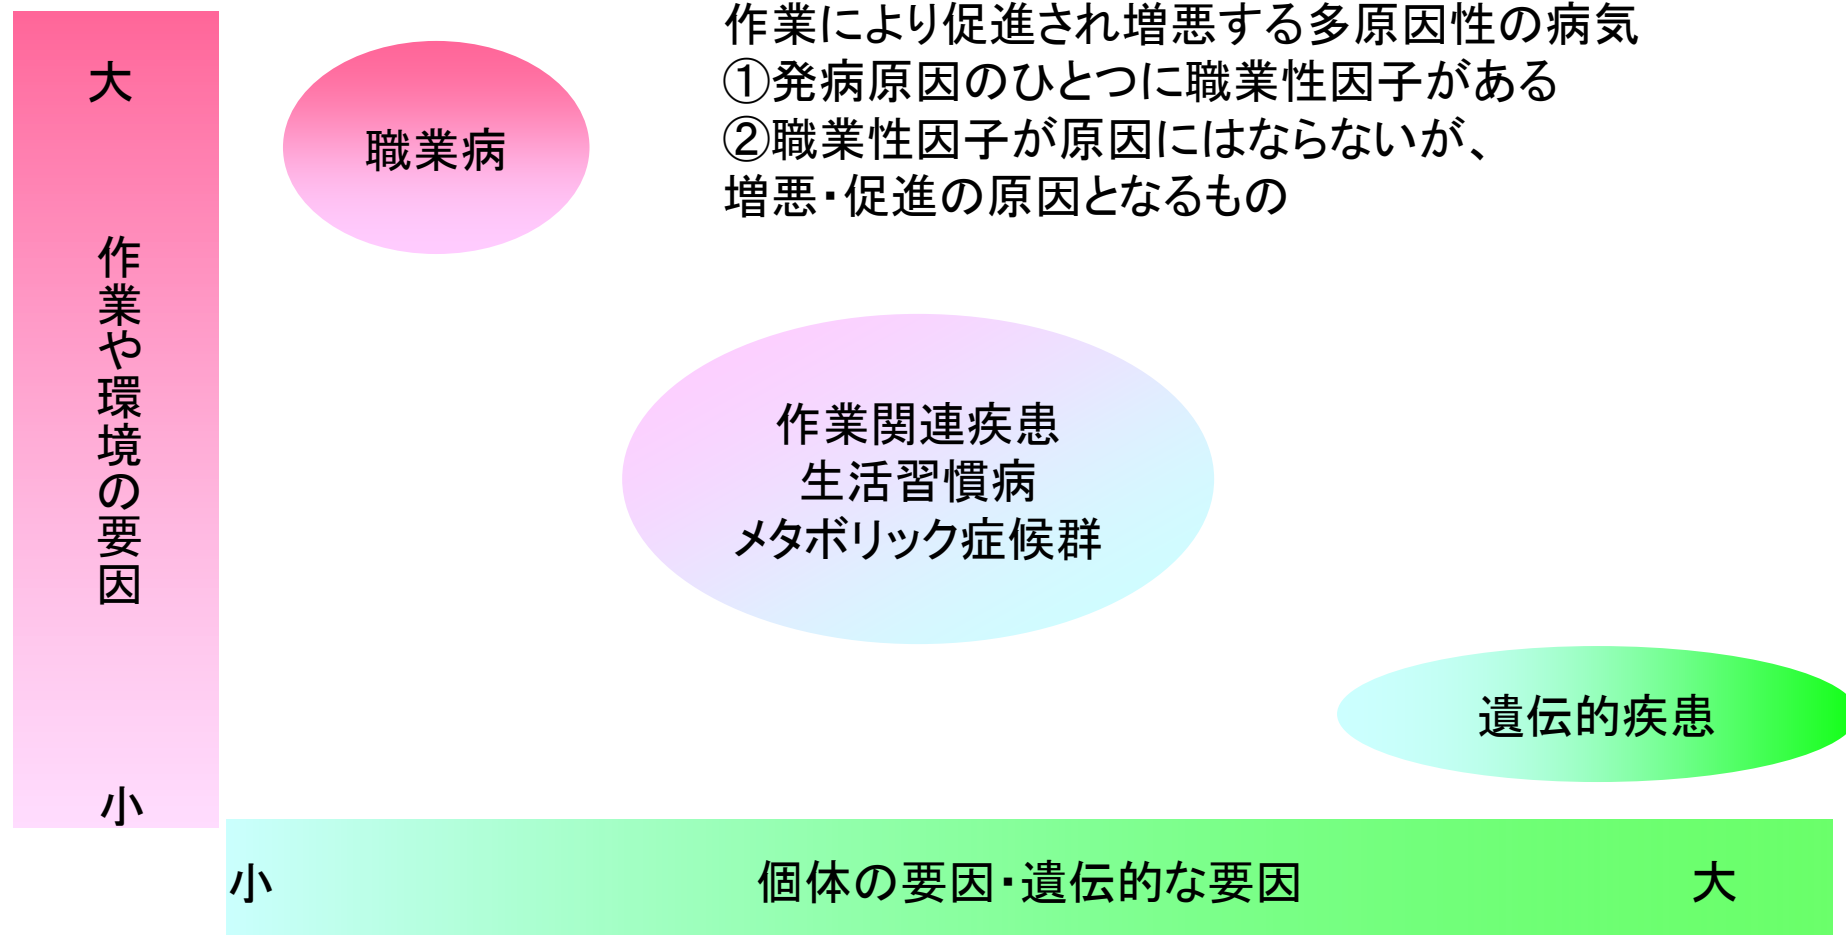 作業により促進され増悪する多原因性の病気
①発病原因のひとつに職業性因子がある
②職業性因子が原因にはならないが、
増悪・促進の原因となるもの
大
作業や環境の要因
小
職業病
作業関連疾患
生活習慣病
メタボリック症候群
遺伝的疾患
小
個体の要因・遺伝的な要因
大